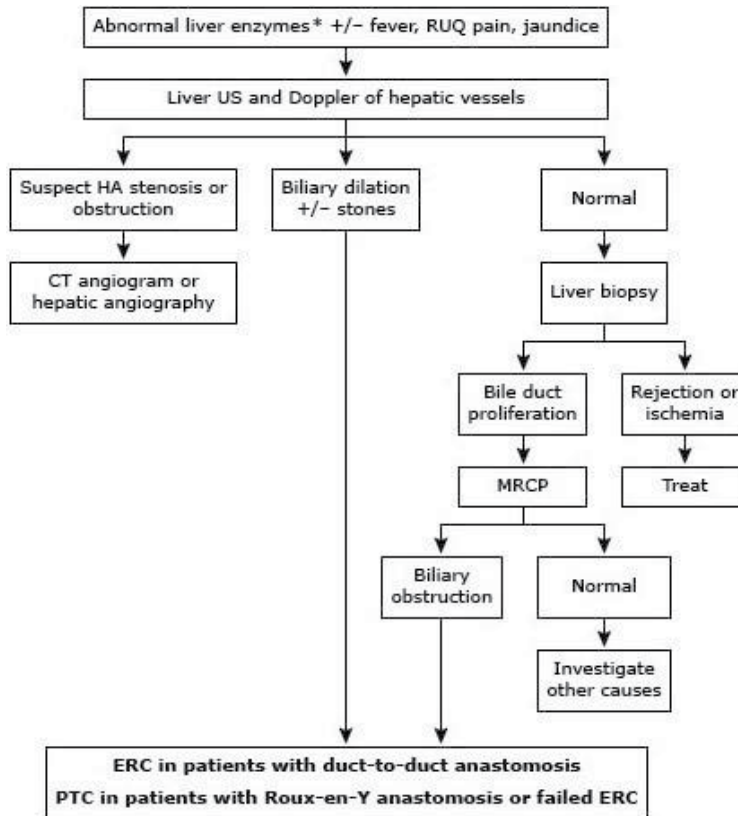 Abnormal liver enzymes* +/– fever, RUQ pain, jaundice
Liver US and Doppler of hepatic vessels
Suspect HA stenosis or
obstruction
Biliary dilation
+/– stones
Normal
CT angiogram or
hepatic angiography
Liver biopsy
Bile duct
proliferation
Rejection or
ischemia
MRCP
Treat
Biliary
obstruction
Normal
Investigate
other causes
ERC in patients with duct-to-duct anastomosis
PTC in patients with Roux-en-Y anastomosis or failed ERC